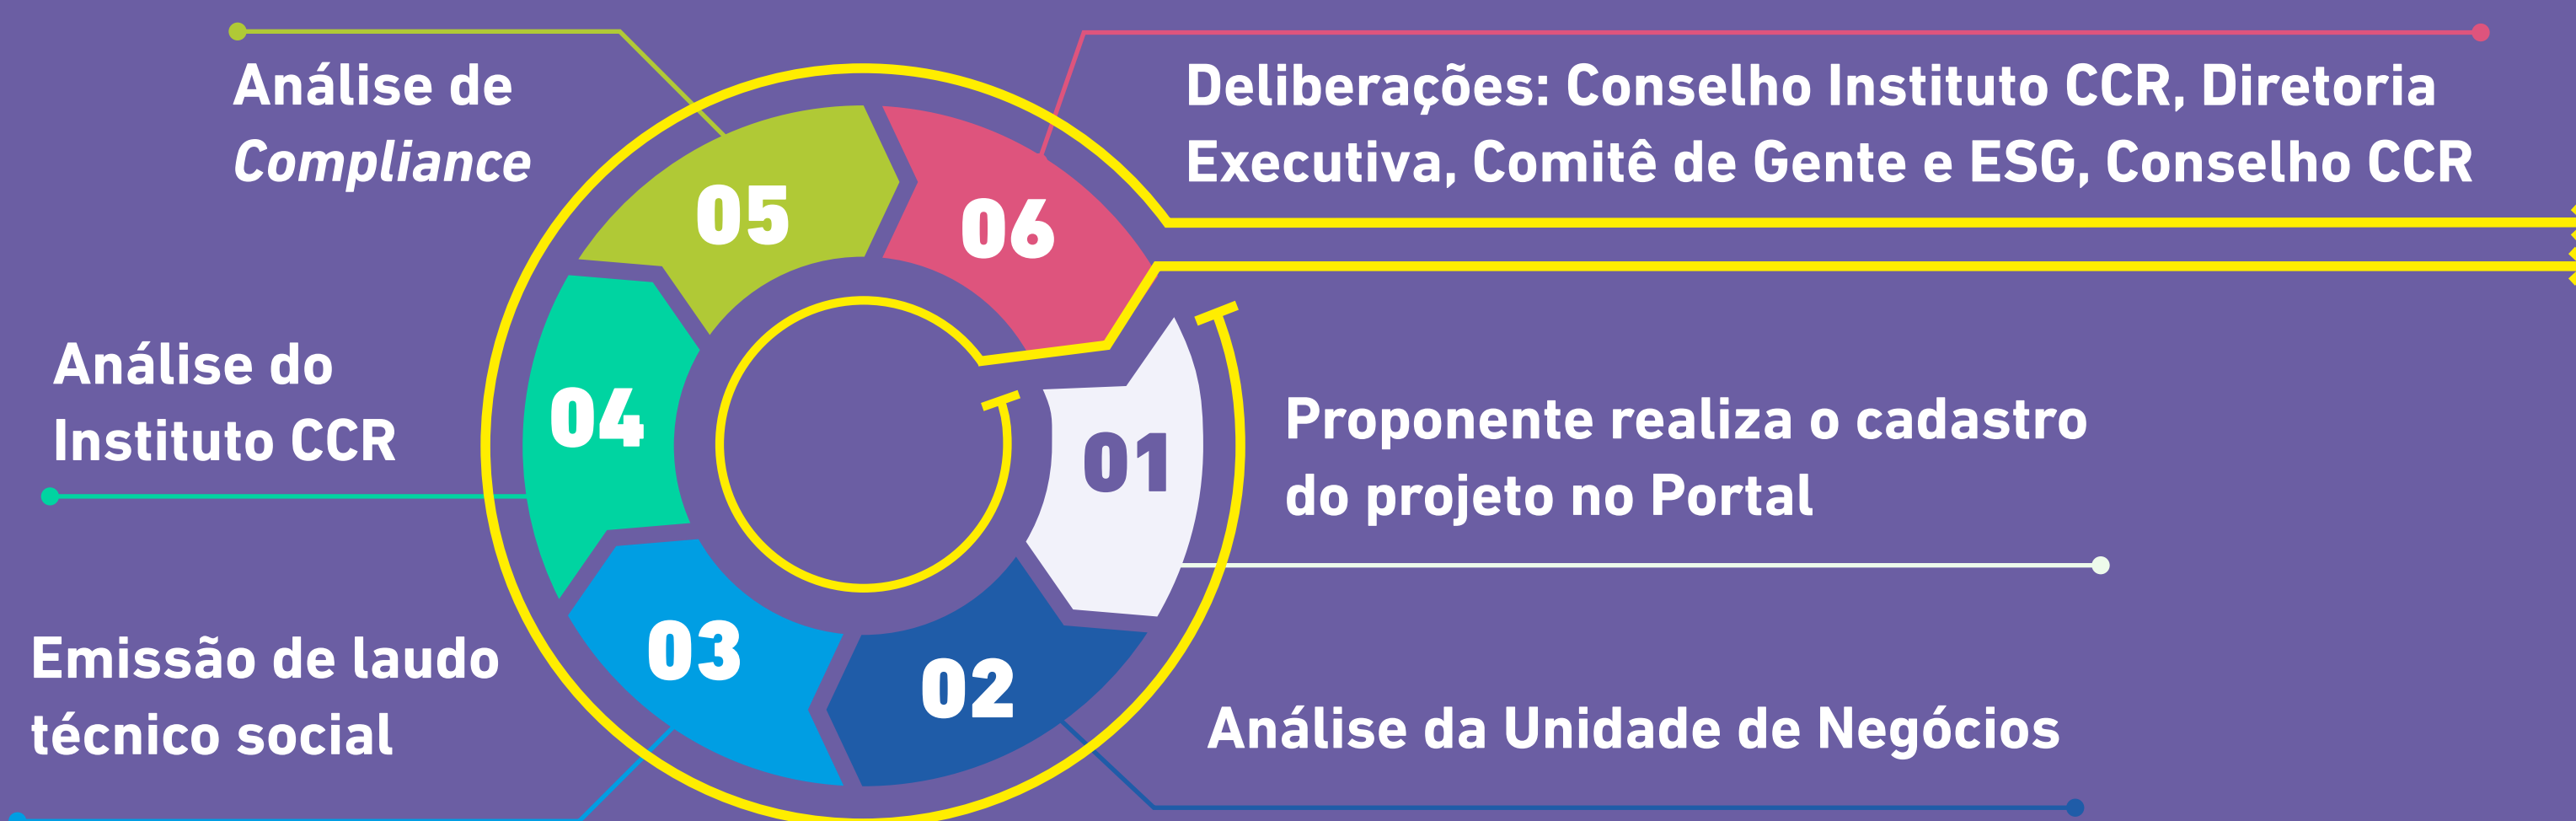 Análise de
Compliance
05
06
Deliberações: Conselho Instituto CCR, Diretoria
Executiva, Comitê de Gente e ESG, Conselho CCR
Análise do
Instituto CCR
04
01
Proponente realiza o cadastro
do projeto no Portal
Emissão de laudo
técnico social
03
02
Análise da Unidade de Negócios